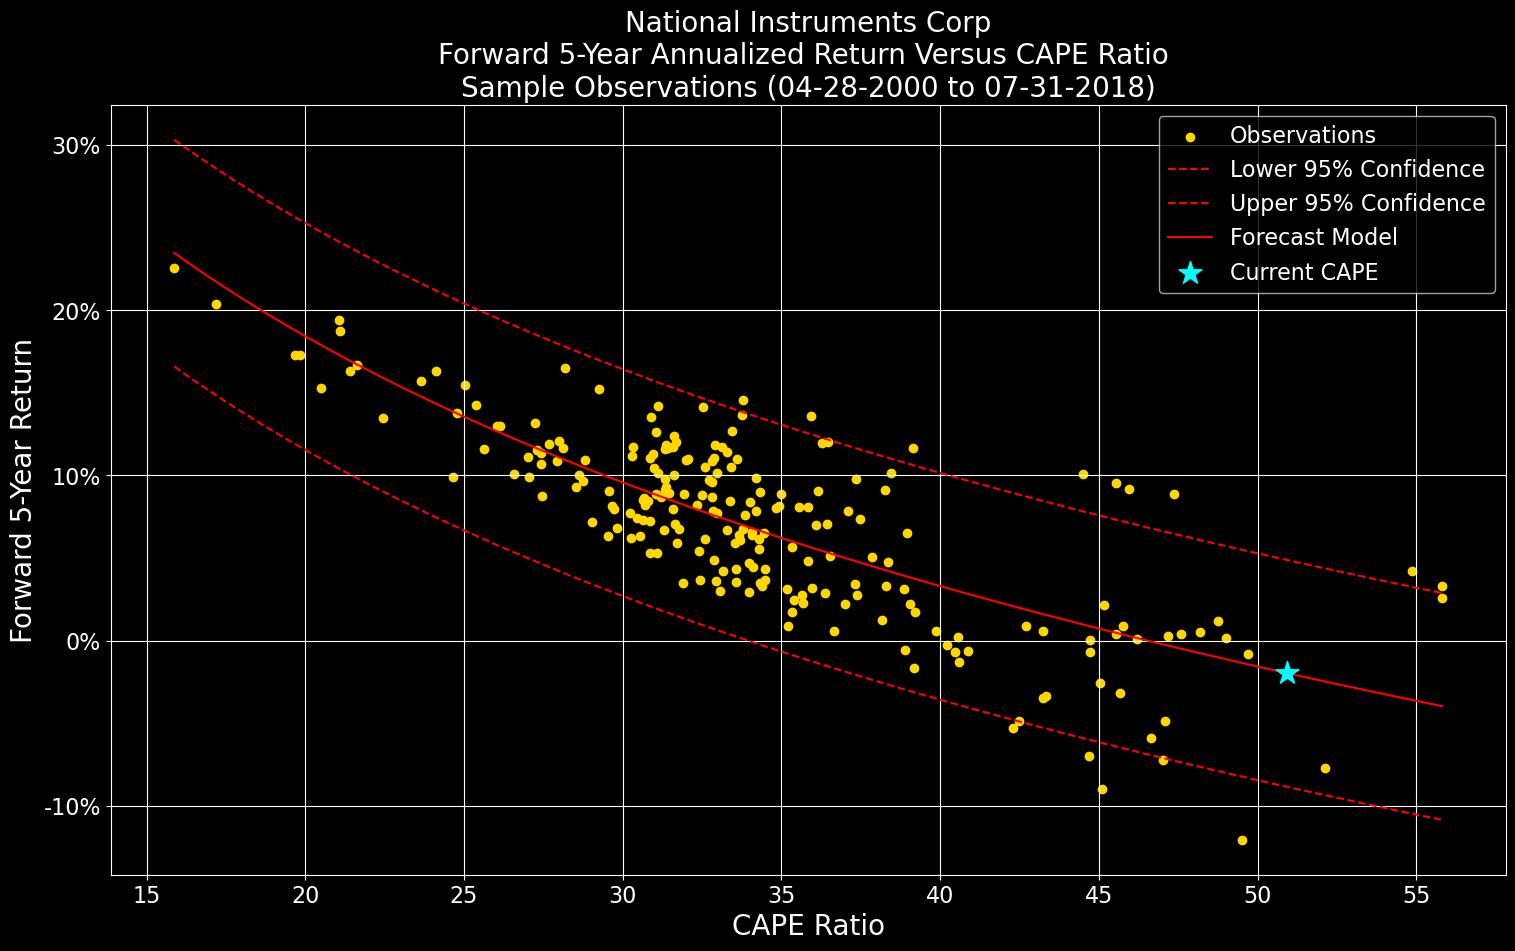 National Instruments Corp
Forward 5-Year Annualized Return Versus CAPE Ratio
Sample Observations (04-28-2000 to 07-31-2018)
Observations
Lower 95% Confidence
Upper 95% Confidence
Forecast Model
Current CAPE
30%
20%
10%
0%
-10%
Forward 5-Year Return
15 20 25 30 35 40 45 50 55
CAPE Ratio